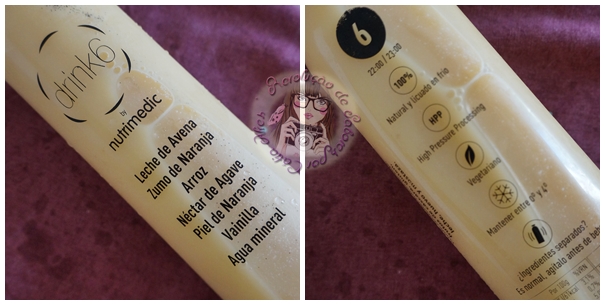 drink6
by
nutrimedic
Leche de Avena
Zumo de Naranja
Arroz
Néctar de Agave
Piel de Naranja
Vainilla
Agua mineral
6
22:00 / 23:00
100%
Natural y licuado en frío
HPP
High Pressure Processing
Vegetariano
Mantener entre 0º y 4º
¿Ingredientes separados?
Es normal, agítalo antes de beb